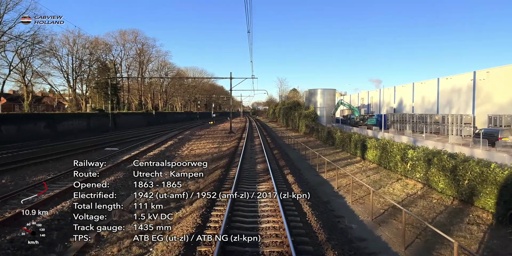 CABVIEW
HOLLAND
Railway: Centraalspoorweg
Route: Utrecht - Kampen
Opened: 1863 - 1865
Electrified: 1942 (ut-amf) / 1952 (amf-zl) / 2017 (zl-kpn)
Total length: 111 km
Voltage: 1.5 kV DC
Track gauge: 1435 mm
TPS: ATB EG (ut-zl) / ATB NG (zl-kpn)
10.9 km
km/h